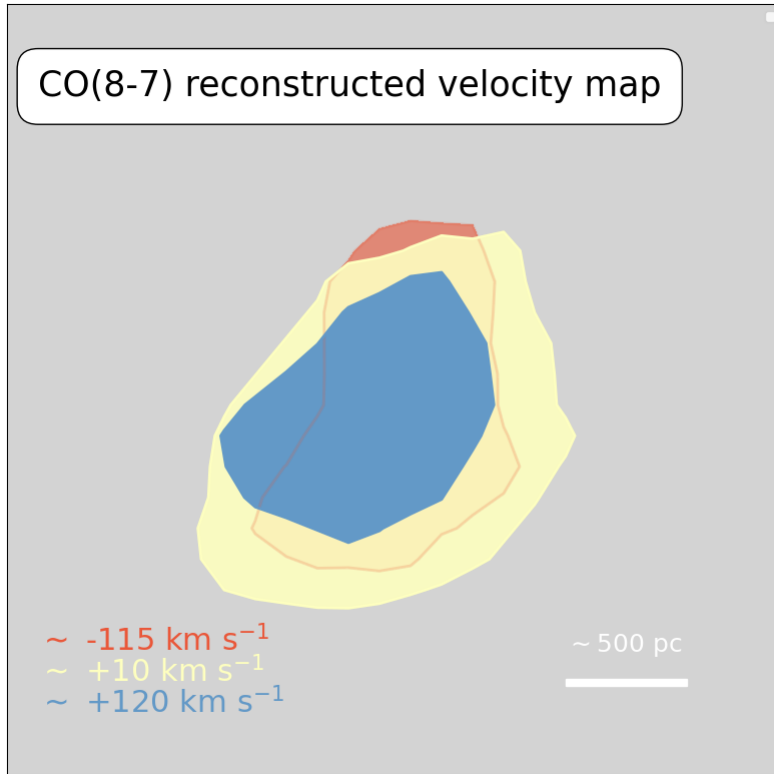 CO(8-7) reconstructed velocity map
~ -115 km s⁻¹
~ 500 pc
~ +10 km s⁻¹
~ +120 km s⁻¹